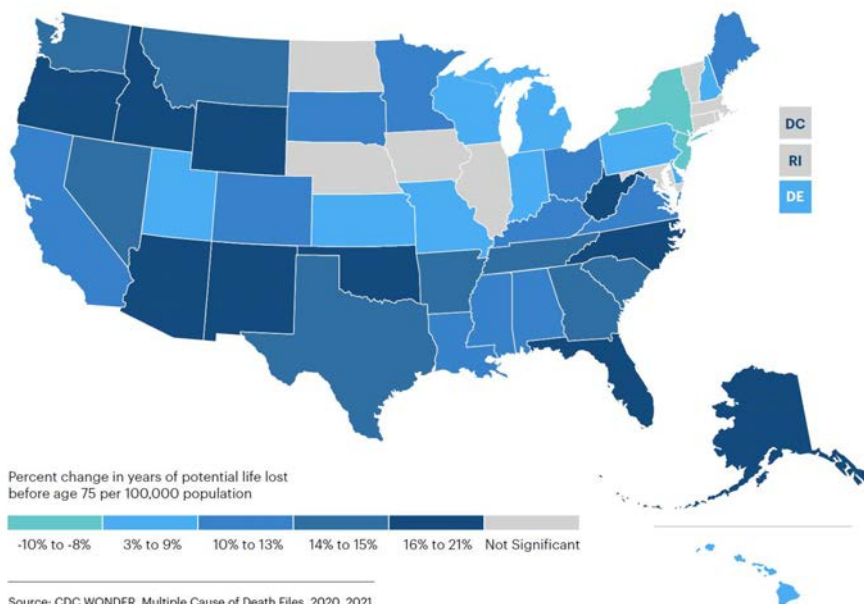 DC
RI
DE
Percent change in years of potential life lost
before age 75 per 100,000 population
-10% to -8%
3% to 9%
10% to 13%
14% to 15%
16% to 21%
Not Significant
Source: CDC WONDER, Multiple Cause of Death Files, 2020, 2021